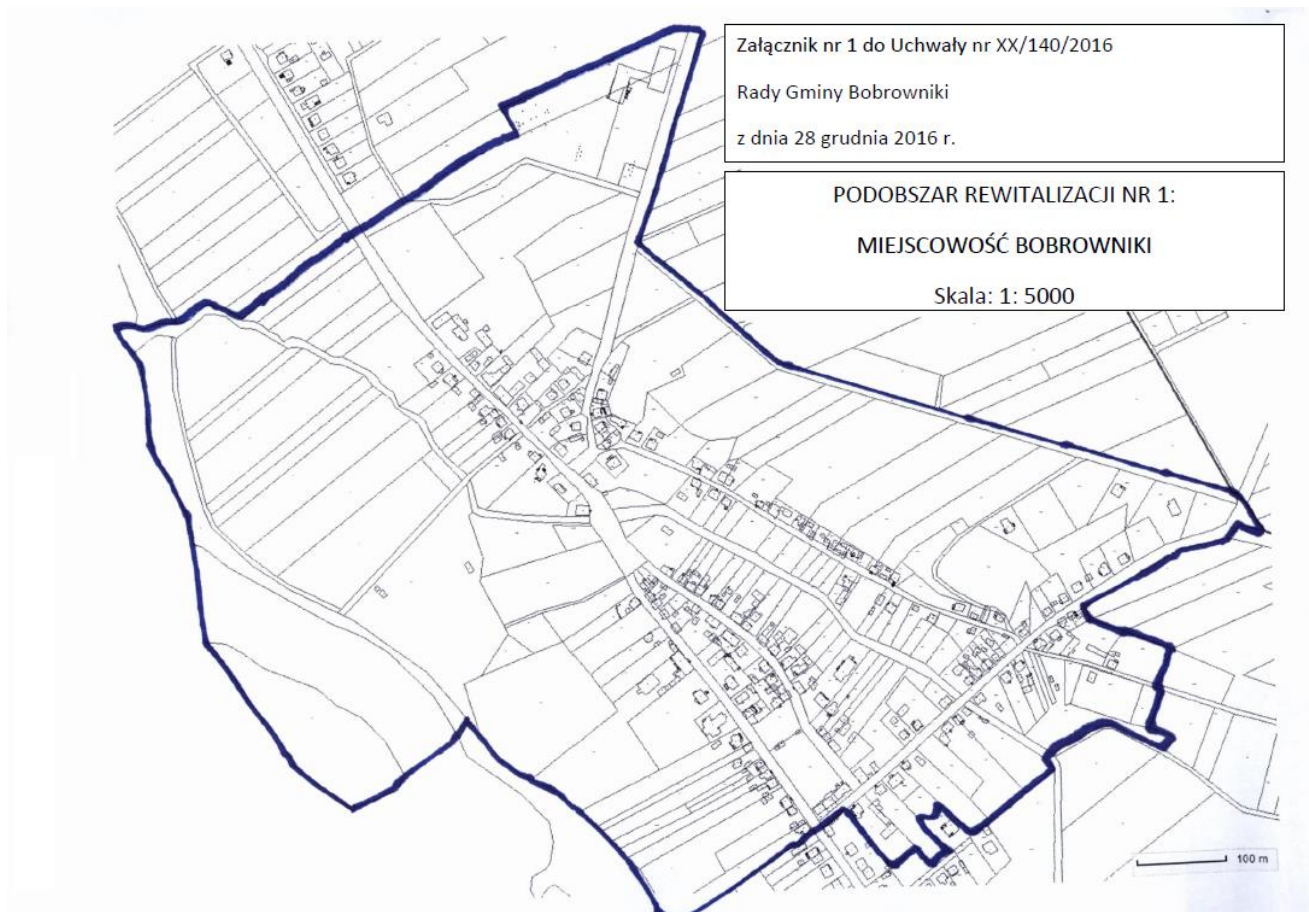 Załącznik nr 1 do Uchwały nr XX/140/2016
Rady Gminy Bobrowniki
z dnia 28 grudnia 2016 r.
PODOBSZAR REWITALIZACJI NR 1:
MIEJSCOWOŚĆ BOBROWNIKI
Skala: 1: 5000
100 m